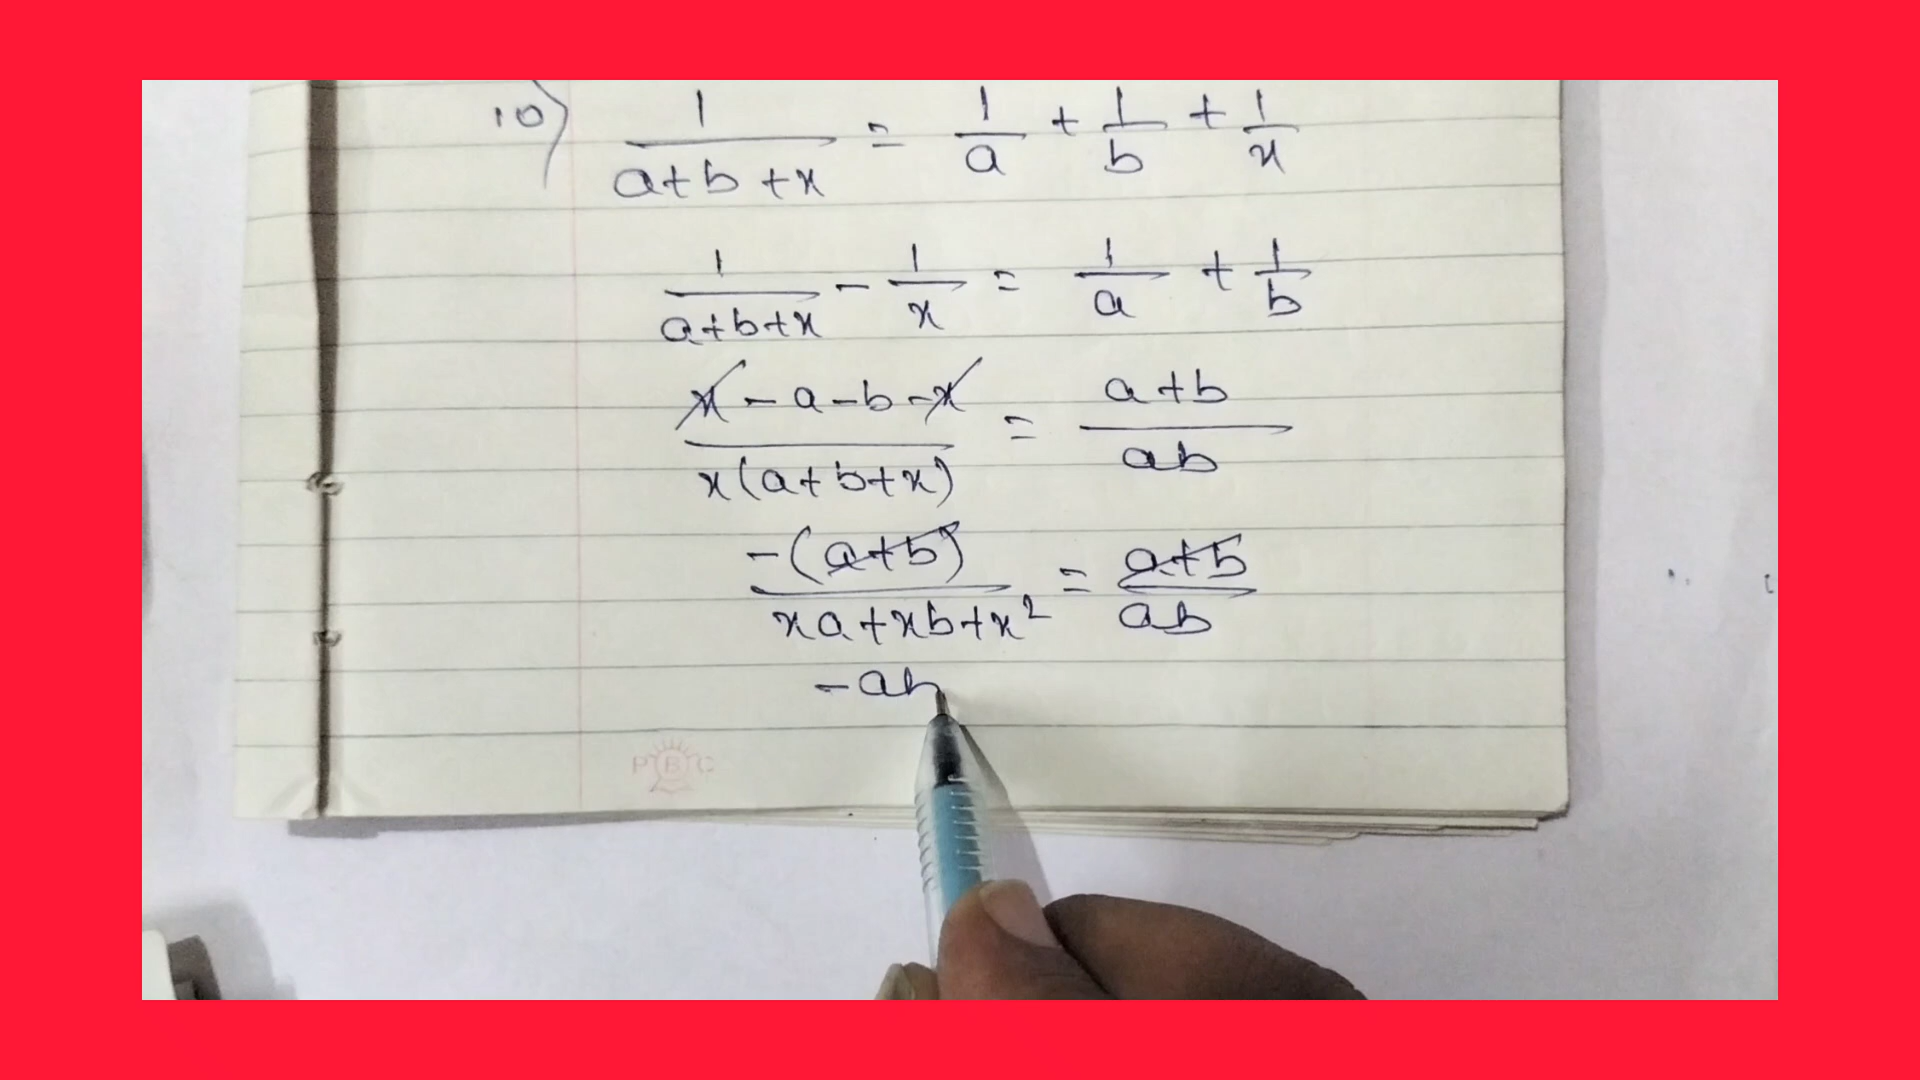 10) 1/(a+b+x) = 1/a + 1/b + 1/x
1/(a+b+x) - 1/x = 1/a + 1/b
(x-a-b-x)/(x(a+b+x)) = (a+b)/(ab)
-(a+b)/(xa+xb+x²) = (a+b)/(ab)
-ab
PBC